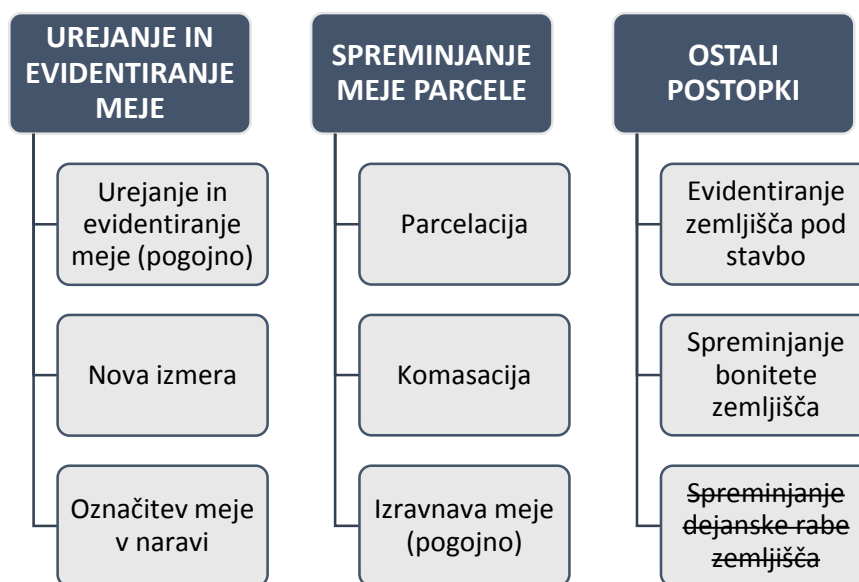 UREJANJE IN
EVIDENTIRANJE
MEJE
Urejanje in
evidentiranje
meje (pogojno)
Nova izmera
Označitev meje
v naravi
SPREMINJANJE
MEJE PARCELE
Parcelacija
Komasacija
Izravnava meje
(pogojno)
OSTALI
POSTOPKI
Evidentiranje
zemljišča pod
stavbo
Spreminjanje
bonitete
zemljišča
Spreminjanje
dejanske rabe
zemljišča